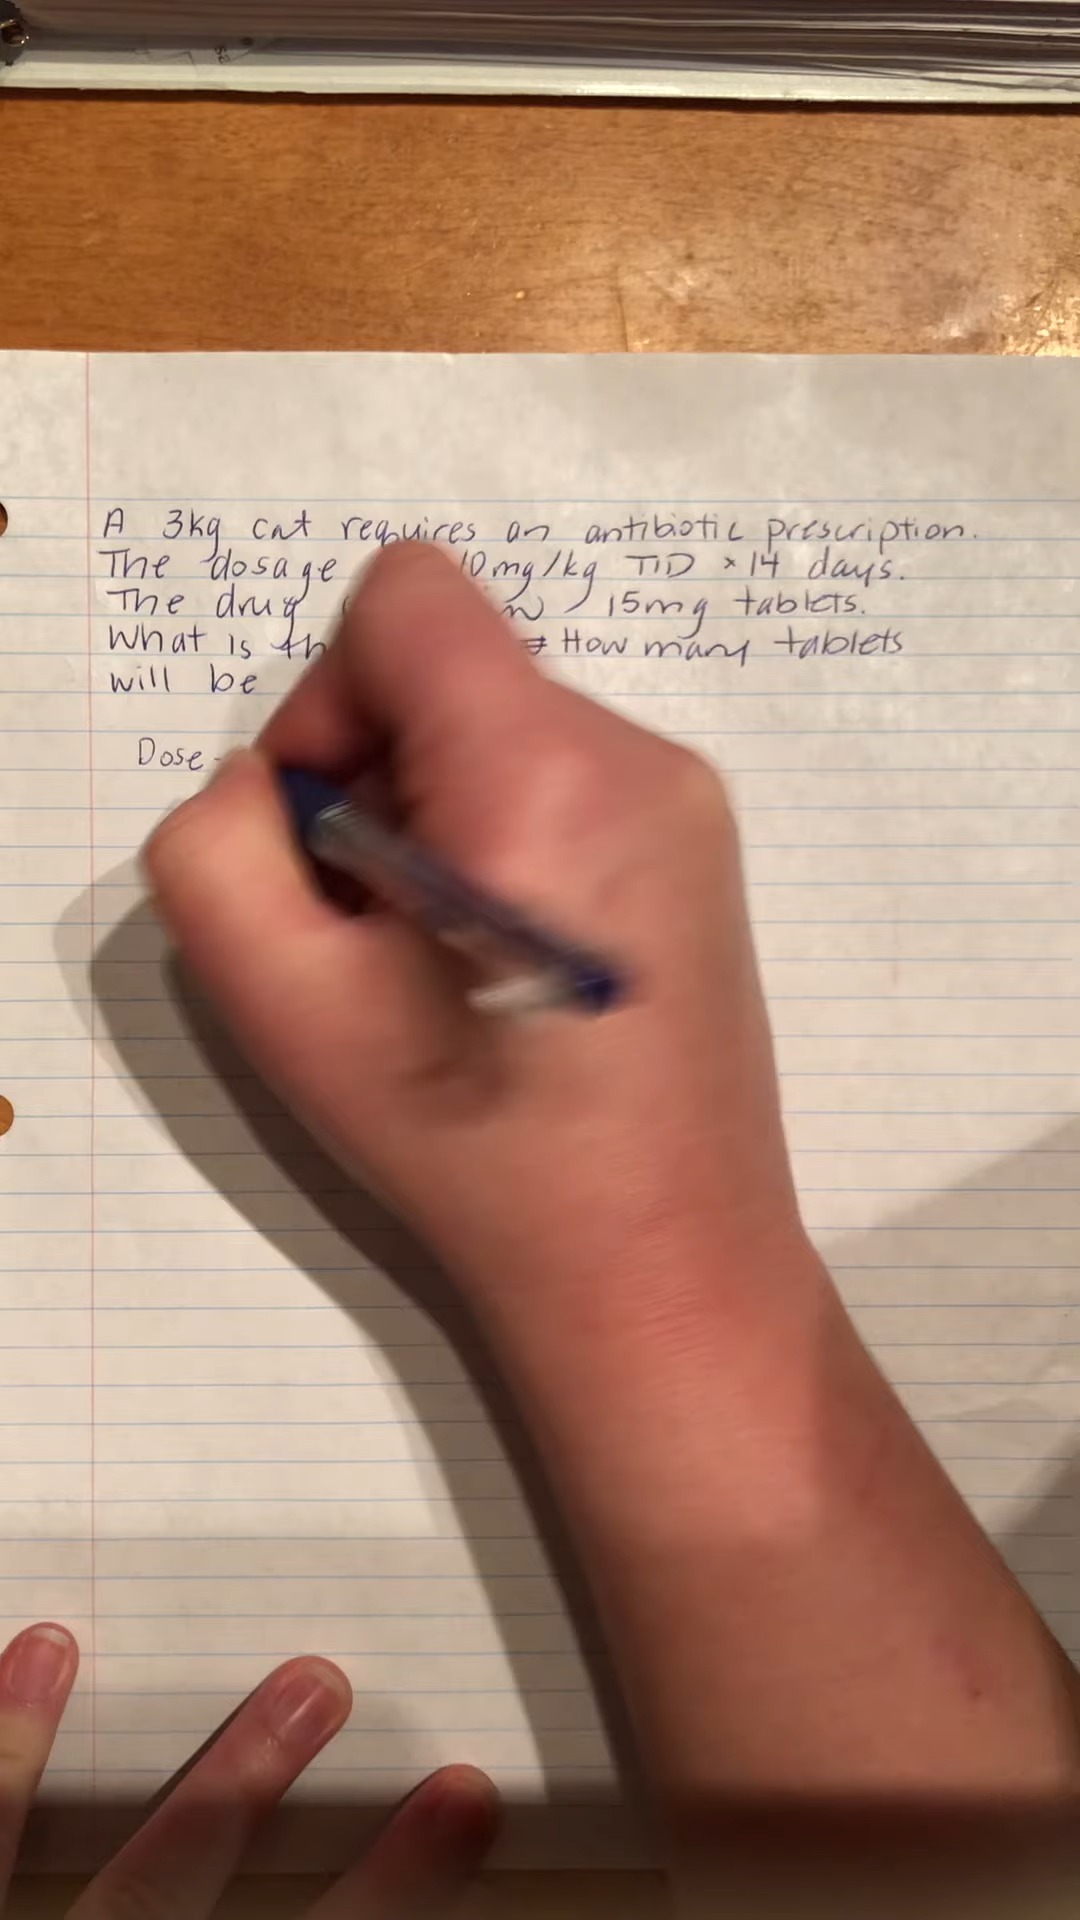 A 3kg cat requires an antibiotic prescription.
The dosage 10mg/kg TID × 14 days.
The drug 15mg tablets.
What is How many tablets
will be
Dose